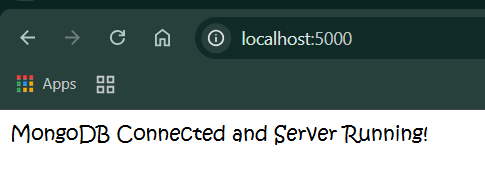 localhost:5000
Apps
MongoDB Connected and Server Running!